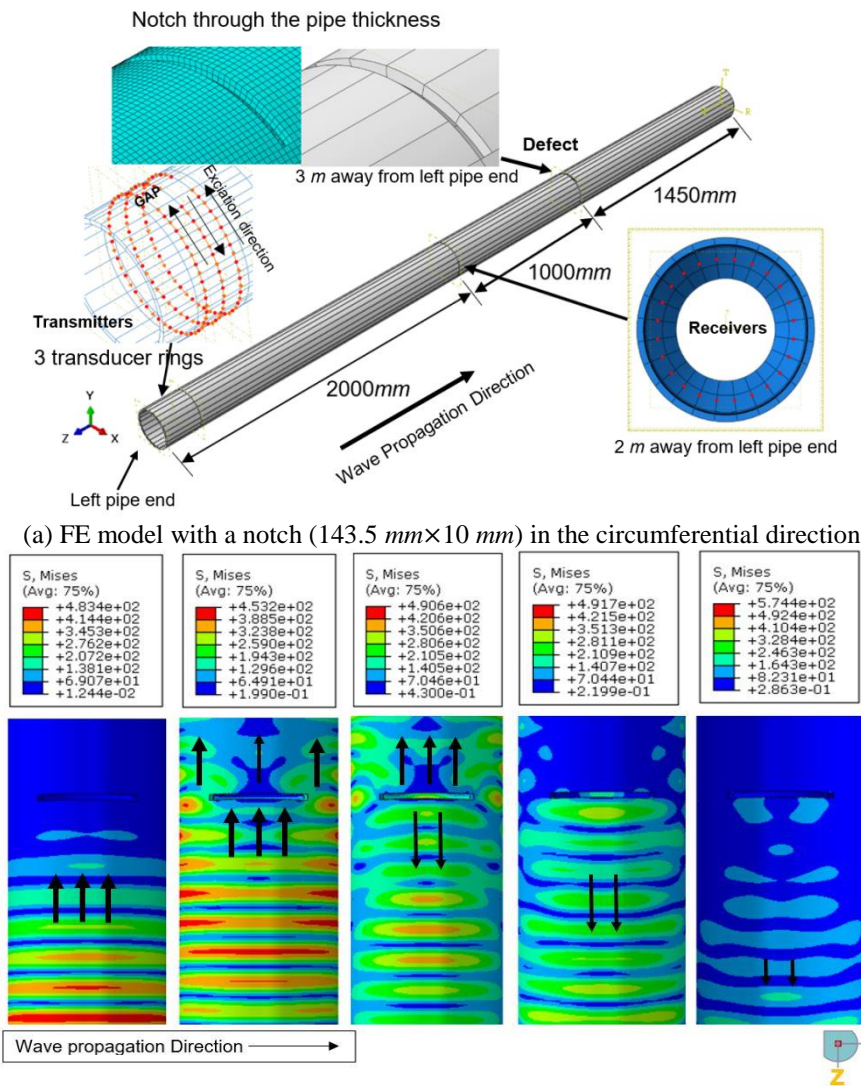 Notch through the pipe thickness
Defect
3 m away from left pipe end
GAP
Exciation direction
1450mm
1000mm
Transmitters
3 transducer rings
Receivers
2000mm
Wave Propagation Direction
2 m away from left pipe end
Y
Z
X
T
R
Left pipe end
(a) FE model with a notch (143.5 mm×10 mm) in the circumferential direction
S, Mises
(Avg: 75%)
+4.834e+02
+4.144e+02
+3.453e+02
+2.762e+02
+2.072e+02
+1.381e+02
+6.907e+01
+1.244e-02
S, Mises
(Avg: 75%)
+4.532e+02
+3.885e+02
+3.238e+02
+2.590e+02
+1.943e+02
+1.296e+02
+6.491e+01
+1.990e-01
S, Mises
(Avg: 75%)
+4.906e+02
+4.206e+02
+3.506e+02
+2.806e+02
+2.105e+02
+1.405e+02
+7.046e+01
+4.300e-01
S, Mises
(Avg: 75%)
+4.917e+02
+4.215e+02
+3.513e+02
+2.811e+02
+2.109e+02
+1.407e+02
+7.044e+01
+2.199e-01
S, Mises
(Avg: 75%)
+5.744e+02
+4.924e+02
+4.104e+02
+3.284e+02
+2.463e+02
+1.643e+02
+8.231e+01
+2.863e-01
Wave propagation Direction
Z